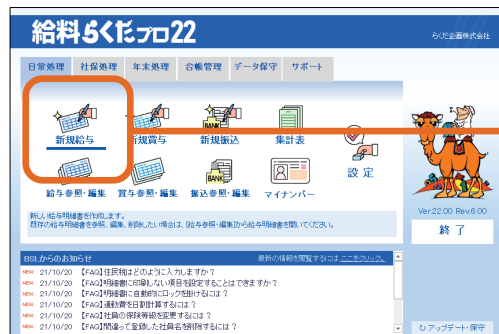 給料らくだプロ22
らくだ企画株式会社
日常処理 社保処理 年末処理 台帳管理 データ保守 サポート
新規給与 新規賞与 新規振込 集計表 設定
BANK
給与参照・編集 賞与参照・編集 振込参照・編集 マイナンバー
BANK
新しい給与明細書を作成します。
既存の給与明細書を参照、編集、削除したい場合は、[給与参照・編集]から給与明細書を開いてください。
Ver.22.00 Rev.6.00
終了
BSLからのお知らせ 最新の情報を閲覧するには ここをクリック。
NEW 21/10/20 【FAQ】住民税はどのように入力しますか？
NEW 21/10/20 【FAQ】明細書に印刷しない項目を設定することはできますか？
NEW 21/10/20 【FAQ】明細書に自動的にロックを掛けるには？
NEW 21/10/20 【FAQ】通勤費を日割計算するには？
NEW 21/10/20 【FAQ】社員の保険等級を変更するには？
NEW 21/10/20 【FAQ】間違って登録した社員名を削除するには？
アップデート・保守